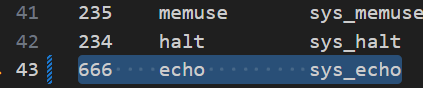 41 235 memuse sys_memuse
42 234 halt sys_halt
43 666 echo sys_echo